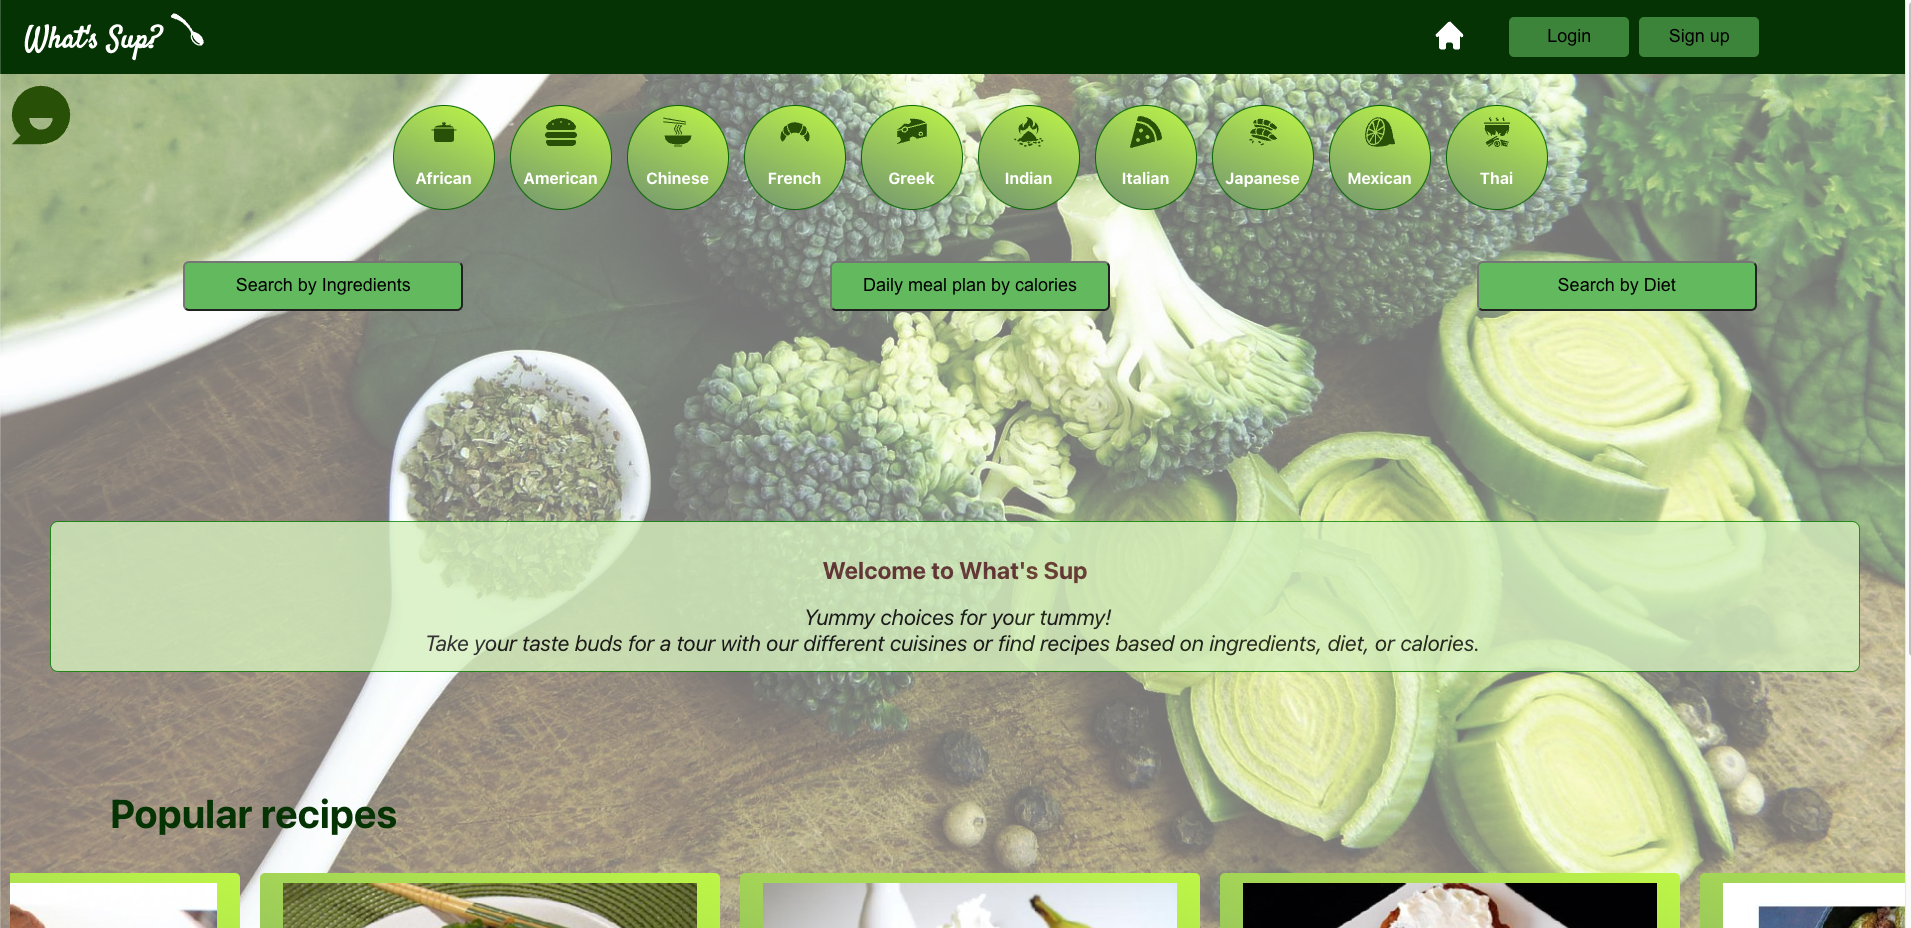 What's Sup?
Login
Sign up
African
American
Chinese
French
Greek
Indian
Italian
Japanese
Mexican
Thai
Search by Ingredients
Daily meal plan by calories
Search by Diet
Welcome to What's Sup
Yummy choices for your tummy!
Take your taste buds for a tour with our different cuisines or find recipes based on ingredients, diet, or calories.
Popular recipes